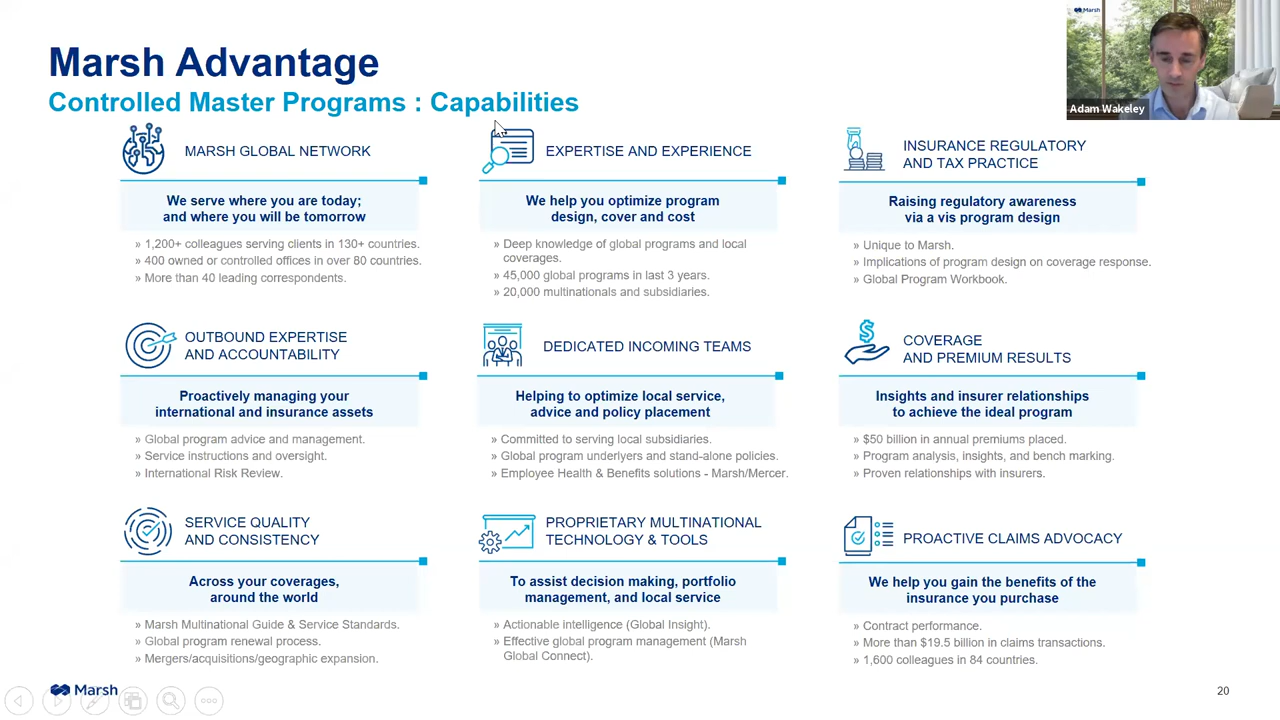 Marsh Advantage
Controlled Master Programs : Capabilities
Marsh
Adam Wakeley
MARSH GLOBAL NETWORK
We serve where you are today;
and where you will be tomorrow
» 1,200+ colleagues serving clients in 130+ countries.
» 400 owned or controlled offices in over 80 countries.
» More than 40 leading correspondents.
EXPERTISE AND EXPERIENCE
We help you optimize program
design, cover and cost
» Deep knowledge of global programs and local
coverages.
» 45,000 global programs in last 3 years.
» 20,000 multinationals and subsidiaries.
INSURANCE REGULATORY
AND TAX PRACTICE
Raising regulatory awareness
via a vis program design
» Unique to Marsh.
» Implications of program design on coverage response.
» Global Program Workbook.
OUTBOUND EXPERTISE
AND ACCOUNTABILITY
Proactively managing your
international and insurance assets
» Global program advice and management.
» Service instructions and oversight.
» International Risk Review.
DEDICATED INCOMING TEAMS
Helping to optimize local service,
advice and policy placement
» Committed to serving local subsidiaries.
» Global program underlyers and stand-alone policies.
» Employee Health & Benefits solutions - Marsh/Mercer.
$
COVERAGE
AND PREMIUM RESULTS
Insights and insurer relationships
to achieve the ideal program
» $50 billion in annual premiums placed.
» Program analysis, insights, and bench marking.
» Proven relationships with insurers.
SERVICE QUALITY
AND CONSISTENCY
Across your coverages,
around the world
» Marsh Multinational Guide & Service Standards.
» Global program renewal process.
» Mergers/acquisitions/geographic expansion.
PROPRIETARY MULTINATIONAL
TECHNOLOGY & TOOLS
To assist decision making, portfolio
management, and local service
» Actionable intelligence (Global Insight).
» Effective global program management (Marsh
Global Connect).
PROACTIVE CLAIMS ADVOCACY
We help you gain the benefits of the
insurance you purchase
» Contract performance.
» More than $19.5 billion in claims transactions.
» 1,600 colleagues in 84 countries.
Marsh
20